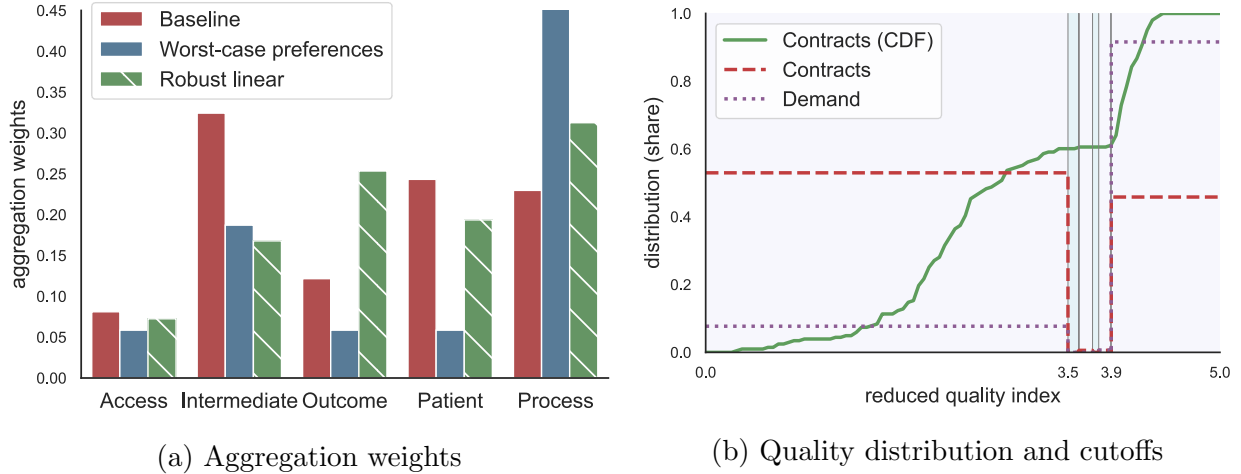 0.45
0.40
0.35
0.30
0.25
0.20
0.15
0.10
0.05
0.00
aggregation weights
Baseline
Worst-case preferences
Robust linear
Access Intermediate Outcome Patient Process
(a) Aggregation weights
1.0
0.8
0.6
0.4
0.2
0.0
distribution (share)
Contracts (CDF)
Contracts
Demand
0.0 3.5 3.9 5.0
reduced quality index
(b) Quality distribution and cutoffs